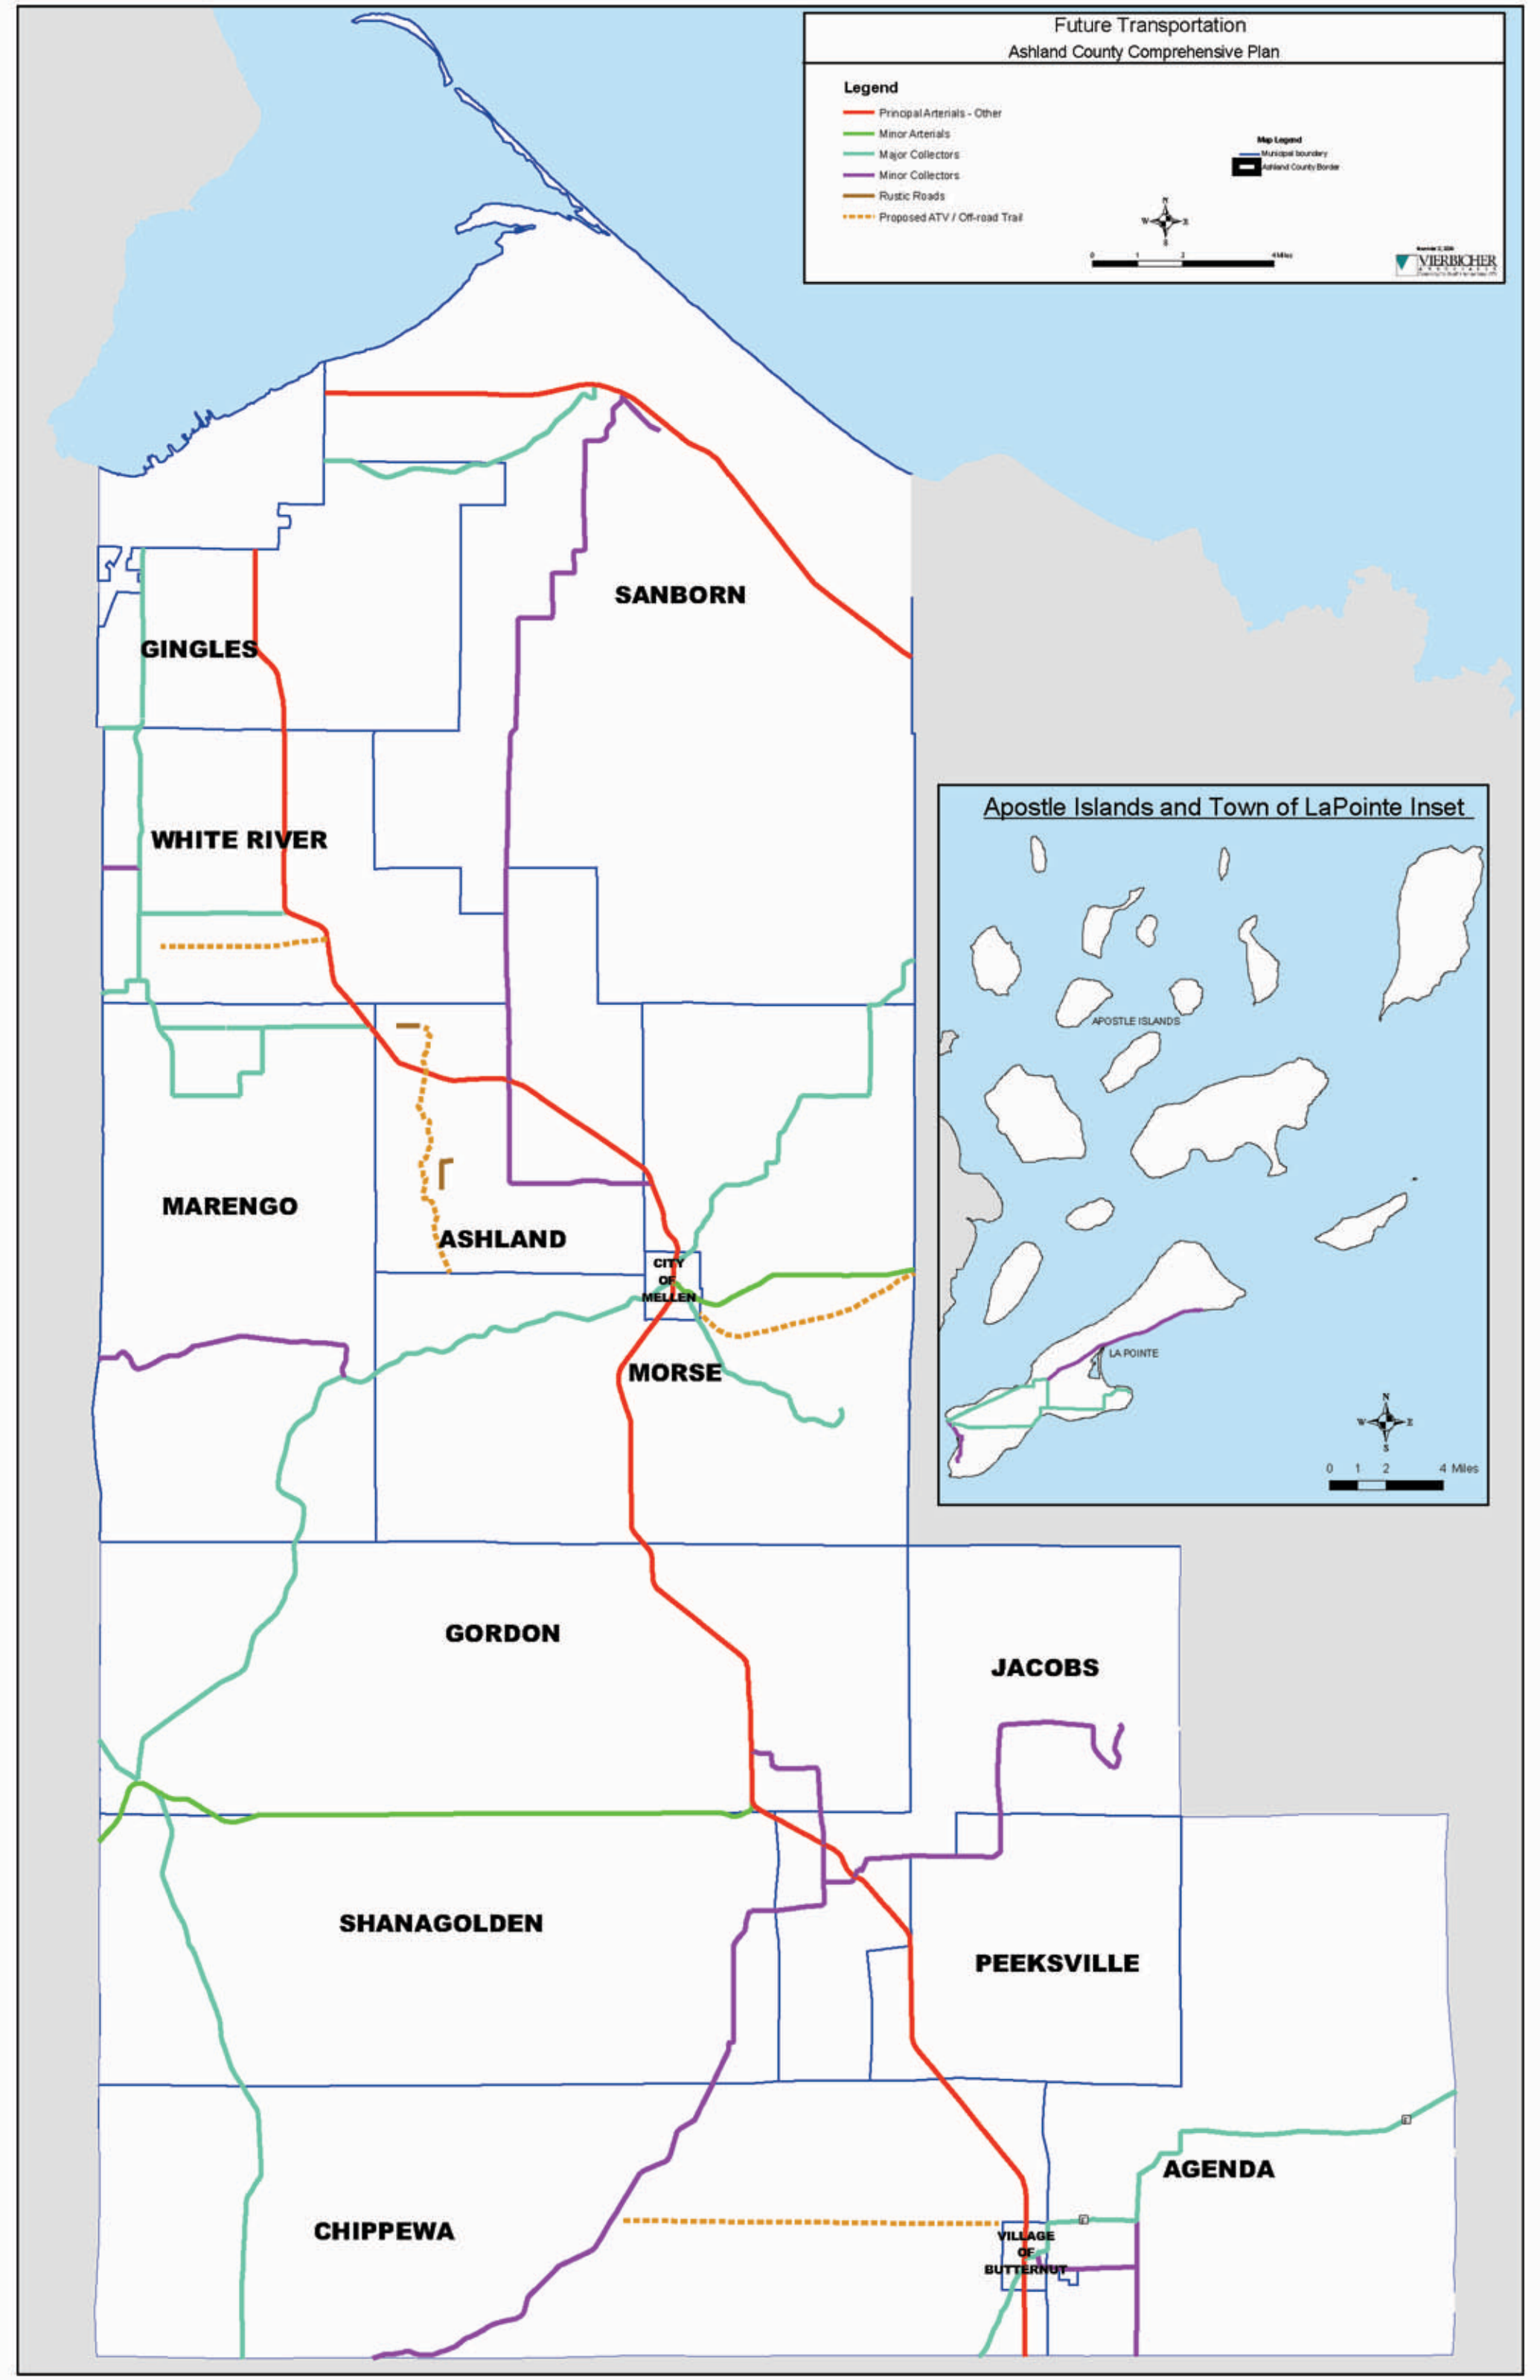 Future Transportation
Ashland County Comprehensive Plan
Legend
Principal Arterials - Other
Minor Arterials
Major Collectors
Minor Collectors
Rustic Roads
Proposed ATV / Off-road Trail
Map Legend
Municipal boundary
Ashland County Border
N
W E
S
0 1 2 4 Miles
VIERBICHER
SANBORN
GINGLES
WHITE RIVER
Apostle Islands and Town of LaPointe Inset
APOSTLE ISLANDS
MARENGO
ASHLAND
CITY
OF
MELLEN
LA POINTE
MORSE
N
W E
S
0 1 2 4 Miles
GORDON
JACOBS
SHANAGOLDEN
PEEKSVILLE
AGENDA
CHIPPEWA
VILLAGE
OF
BUTTERNUT